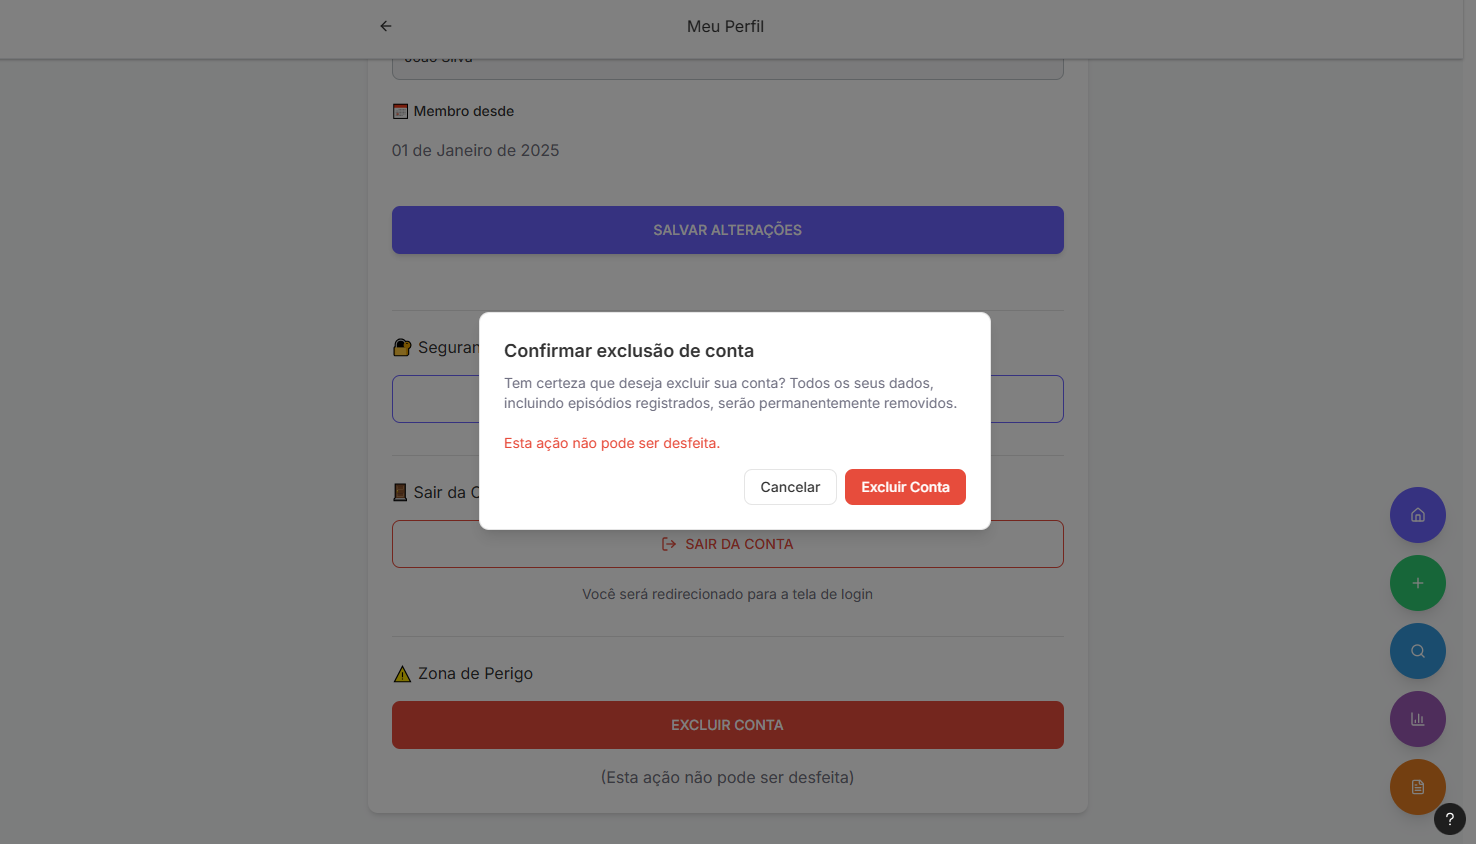 Meu Perfil
João Silva
Membro desde
01 de Janeiro de 2025
SALVAR ALTERAÇÕES
Seguran
Confirmar exclusão de conta
Tem certeza que deseja excluir sua conta? Todos os seus dados,
incluindo episódios registrados, serão permanentemente removidos.
Esta ação não pode ser desfeita.
Cancelar
Excluir Conta
Sair da C
SAIR DA CONTA
Você será redirecionado para a tela de login
Zona de Perigo
EXCLUIR CONTA
(Esta ação não pode ser desfeita)
?